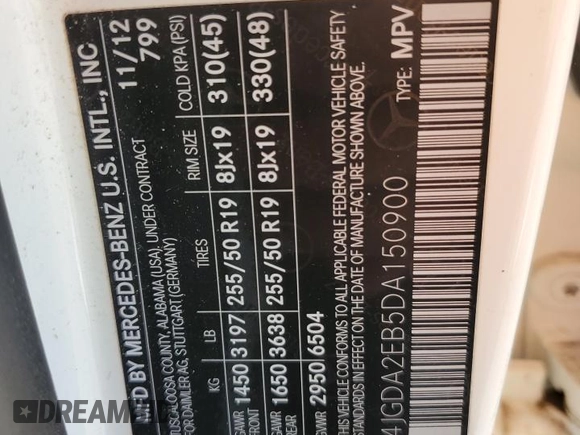 MFD BY MERCEDES-BENZ U.S. INTL., INC
11/12
TUSCALOOSA COUNTY, ALABAMA (USA), UNDER CONTRACT
799
FOR DAIMLER AG, STUTTGART (GERMANY)
KG LB TIRES RIM SIZE COLD KPA (PSI)
GAWR FRONT 1450 3197 255/50 R19 8Jx19 310(45)
GAWR REAR 1650 3638 255/50 R19 8Jx19 330(48)
GVWR 2950 6504
THIS VEHICLE CONFORMS TO ALL APPLICABLE FEDERAL MOTOR VEHICLE SAFETY
STANDARDS IN EFFECT ON THE DATE OF MANUFACTURE SHOWN ABOVE.
4JGDA2EB5DA150900 TYPE: MPV
DREAMBID